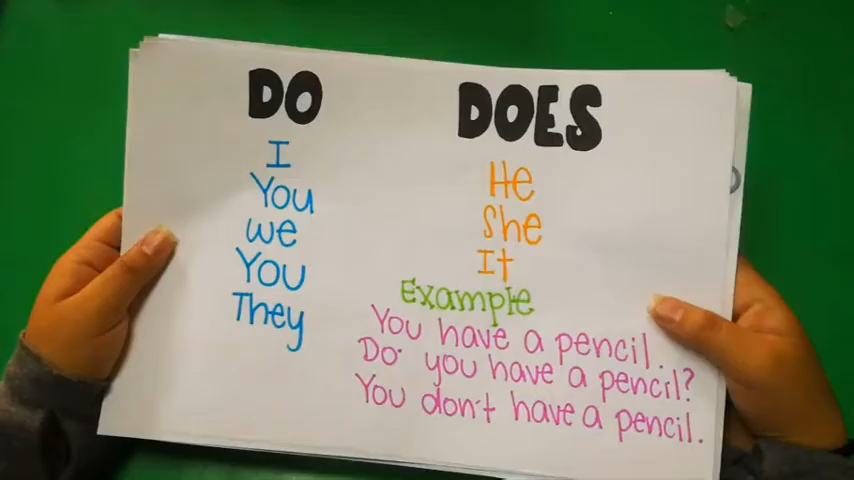 DO
I
You
we
You
They
DOES
He
She
It
Example
You have a pencil.
Do you have a pencil?
You don't have a pencil.